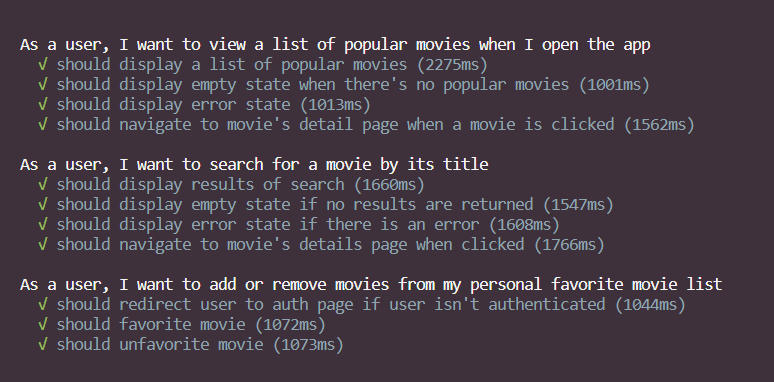 As a user, I want to view a list of popular movies when I open the app
√ should display a list of popular movies (2275ms)
√ should display empty state when there's no popular movies (1001ms)
√ should display error state (1013ms)
√ should navigate to movie's detail page when a movie is clicked (1562ms)
As a user, I want to search for a movie by its title
√ should display results of search (1660ms)
√ should display empty state if no results are returned (1547ms)
√ should display error state if there is an error (1608ms)
√ should navigate to movie's details page when clicked (1766ms)
As a user, I want to add or remove movies from my personal favorite movie list
√ should redirect user to auth page if user isn't authenticated (1044ms)
√ should favorite movie (1072ms)
√ should unfavorite movie (1073ms)